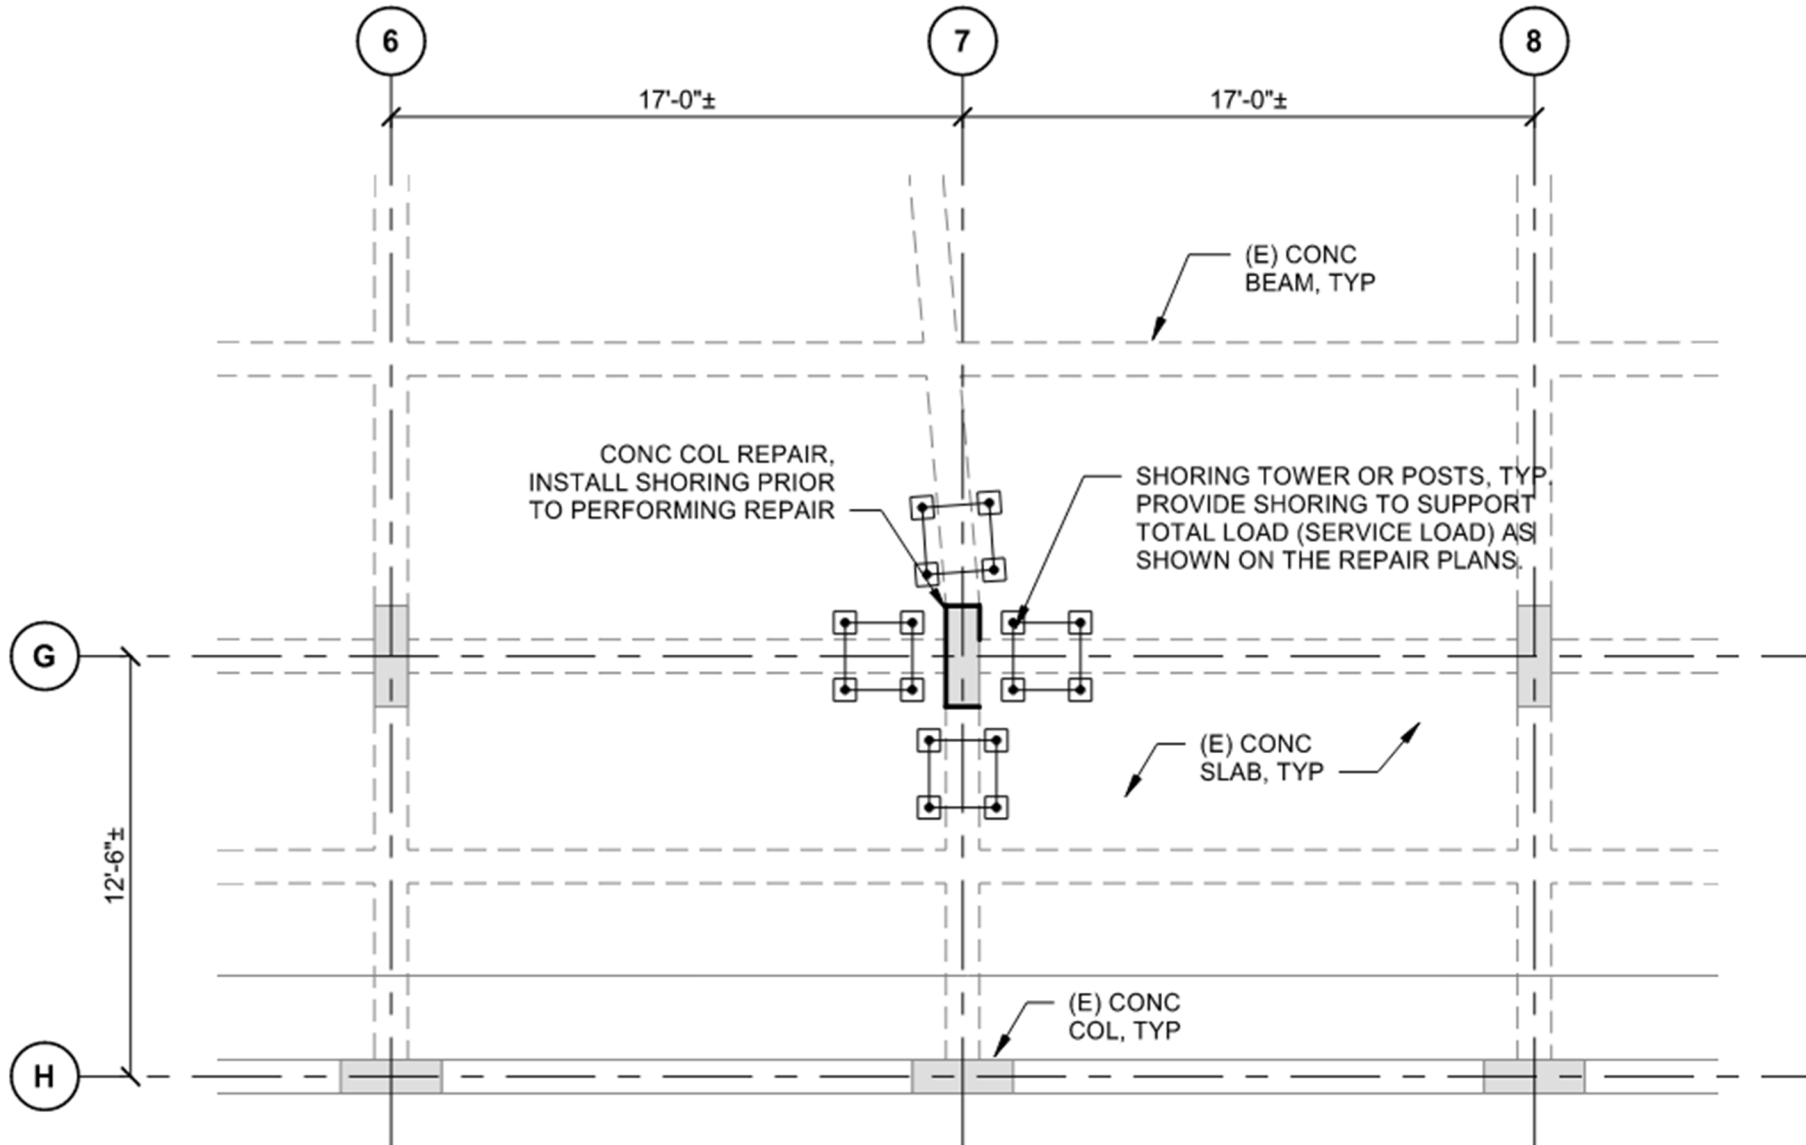 6
7
8
17'-0"±
17'-0"±
(E) CONC
BEAM, TYP
CONC COL REPAIR,
INSTALL SHORING PRIOR
TO PERFORMING REPAIR
SHORING TOWER OR POSTS, TYP.
PROVIDE SHORING TO SUPPORT
TOTAL LOAD (SERVICE LOAD) AS
SHOWN ON THE REPAIR PLANS.
G
(E) CONC
SLAB, TYP
12'-6"±
(E) CONC
COL, TYP
H